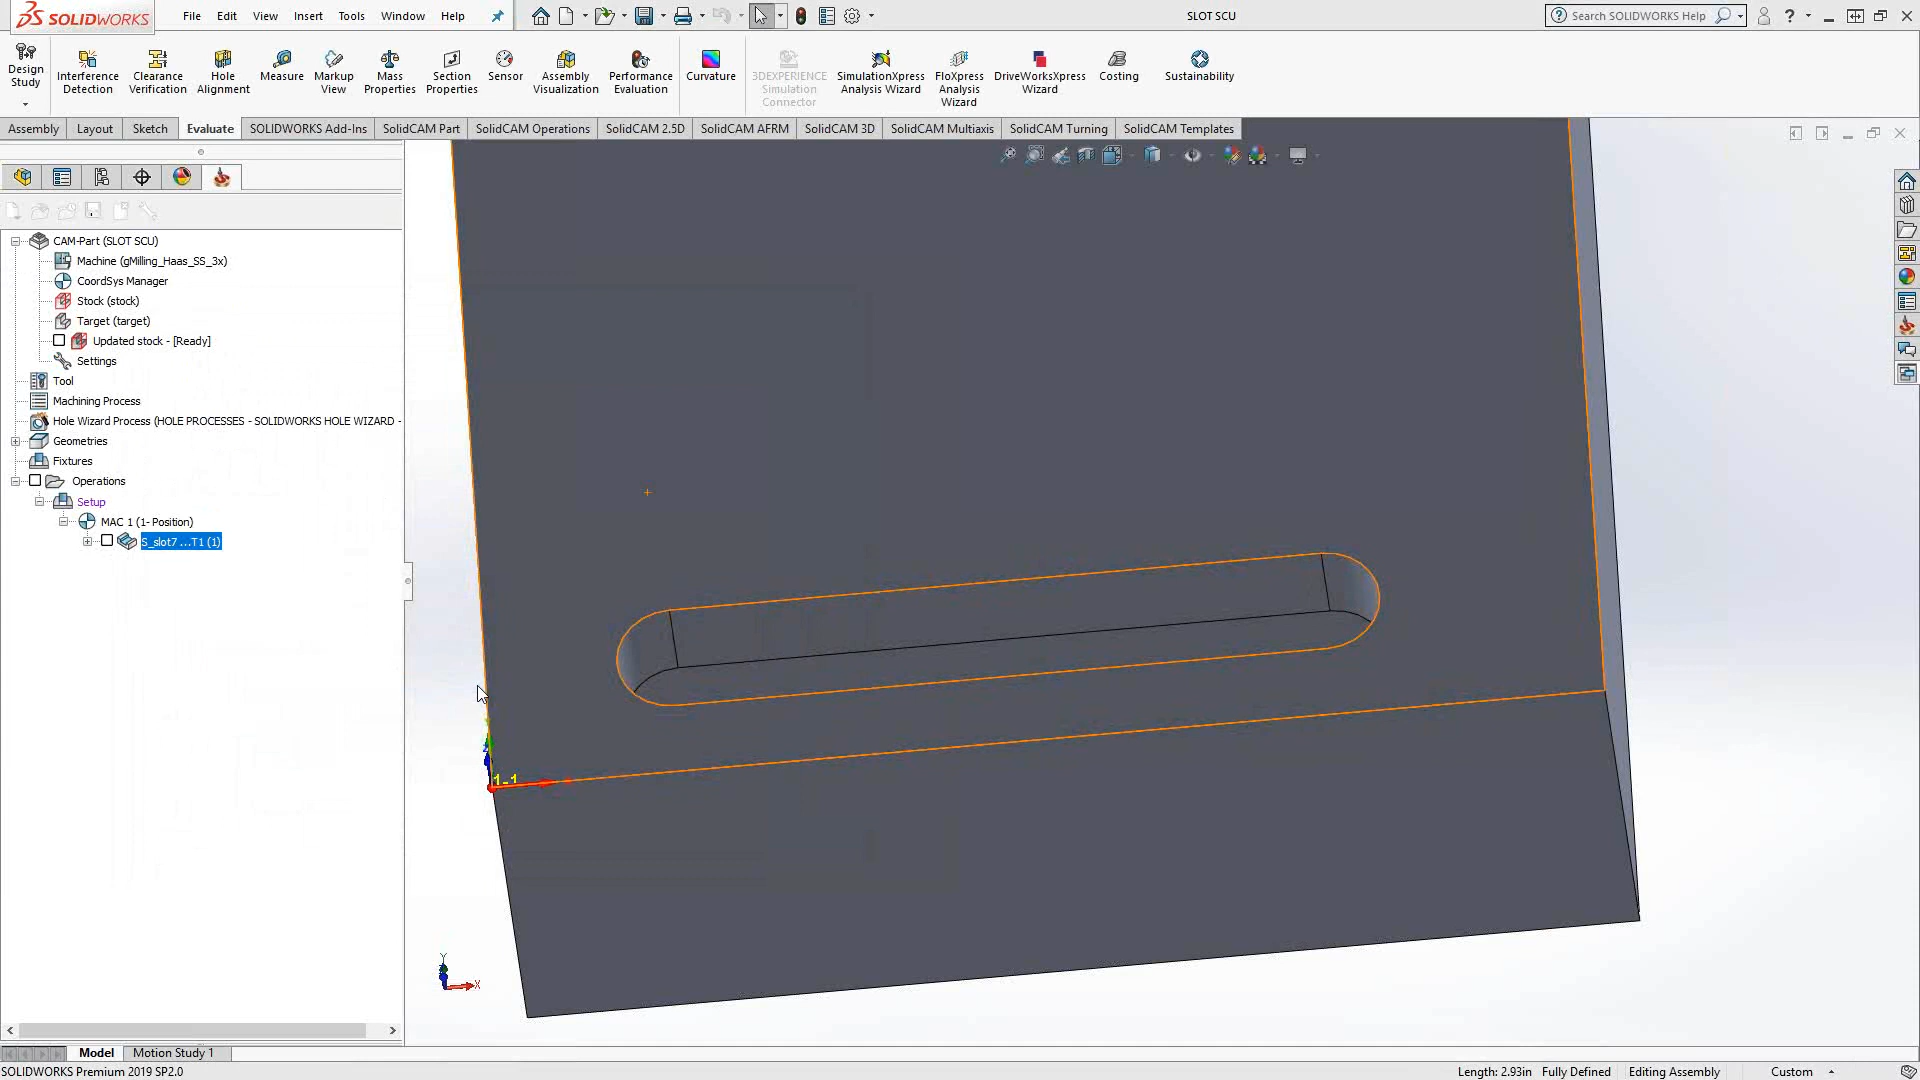 SOLIDWORKS
File Edit View Insert Tools Window Help
SLOT SCU
Search SOLIDWORKS Help
Design Study
Interference Detection
Clearance Verification
Hole Alignment
Measure
Markup View
Mass Properties
Section Properties
Sensor
Assembly Visualization
Performance Evaluation
Curvature
3DEXPERIENCE Simulation Connector
SimulationXpress Analysis Wizard
FloXpress Analysis Wizard
DriveWorksXpress Wizard
Costing
Sustainability
Assembly Layout Sketch Evaluate SOLIDWORKS Add-Ins SolidCAM Part SolidCAM Operations SolidCAM 2.5D SolidCAM AFRM SolidCAM 3D SolidCAM Multiaxis SolidCAM Turning SolidCAM Templates
CAM-Part (SLOT SCU)
Machine (gMilling_Haas_SS_3x)
CoordSys Manager
Stock (stock)
Target (target)
Updated stock - [Ready]
Settings
Tool
Machining Process
Hole Wizard Process (HOLE PROCESSES - SOLIDWORKS HOLE WIZARD -
Geometries
Fixtures
Operations
Setup
MAC 1 (1- Position)
S_slot7 ...T1 (1)
1-1
Y
X
Model Motion Study 1
SOLIDWORKS Premium 2019 SP2.0
Length: 2.93in Fully Defined Editing Assembly Custom